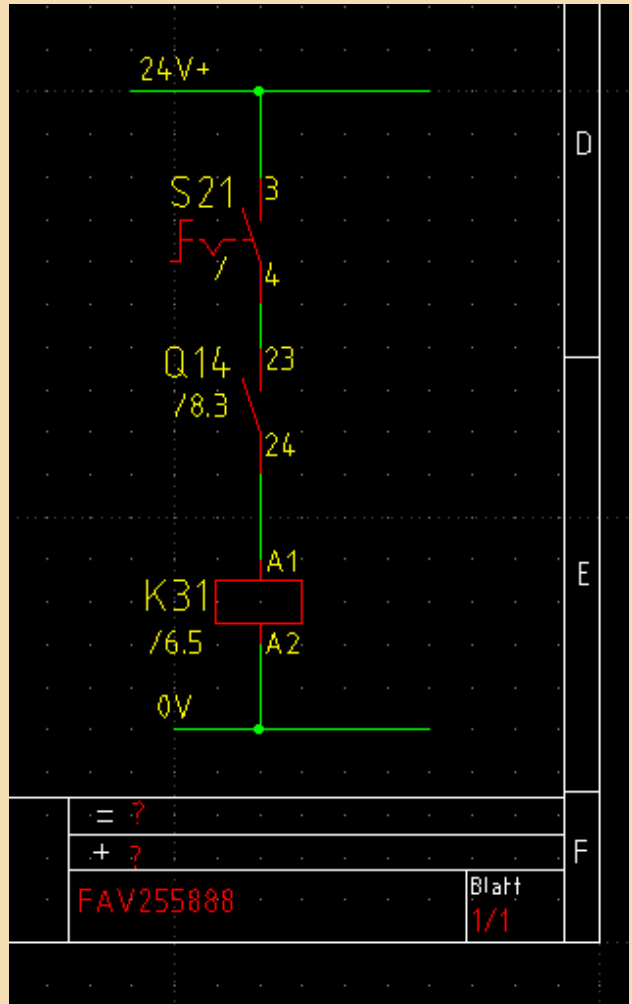 24V+
D
S21
3
/
4
Q14
23
/8.3
24
A1
K31
E
/6.5
A2
0V
= ?
+ ?
F
FAV255888
Blatt
1/1